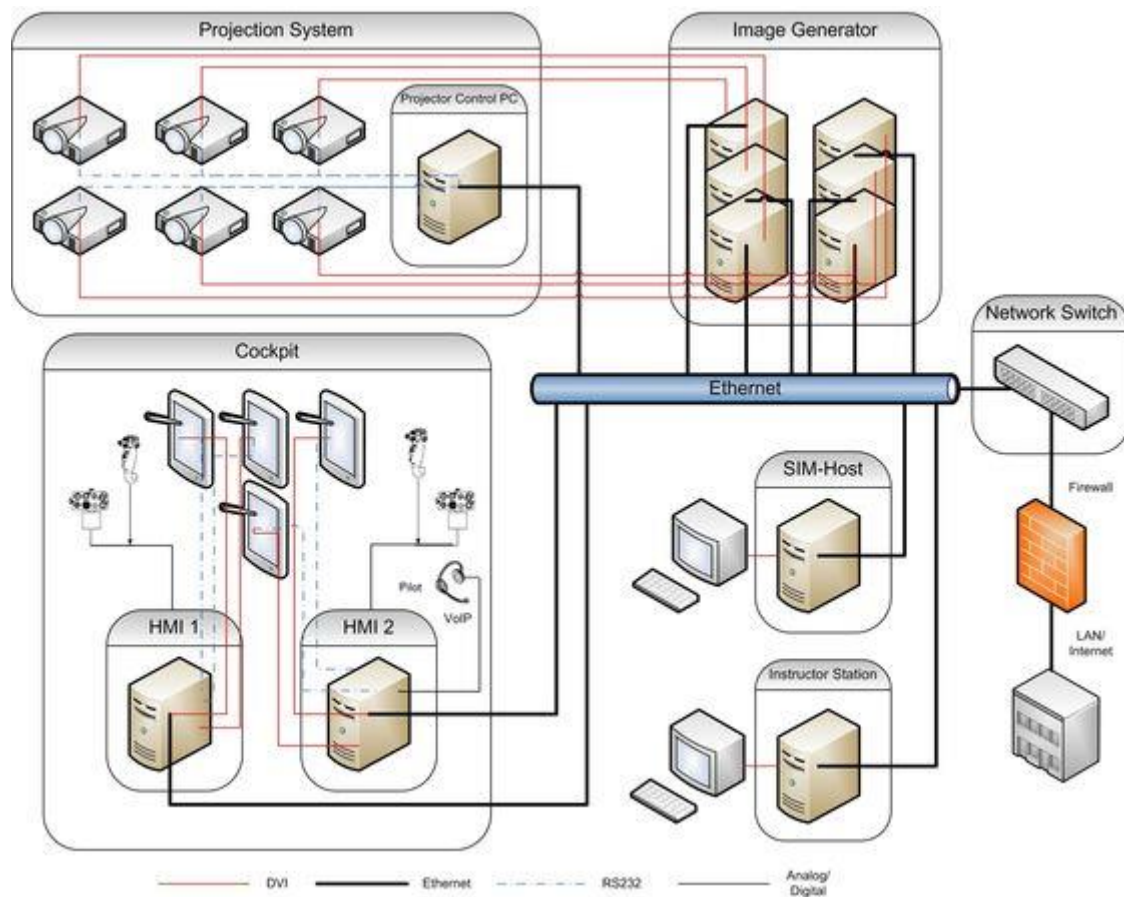 Projection System
Image Generator
Projector Control PC
Network Switch
Cockpit
Ethernet
SIM-Host
Firewall
Pilot
VoIP
HMI 1
HMI 2
LAN/
Internet
Instructor Station
DVI
Ethernet
RS232
Analog/
Digital